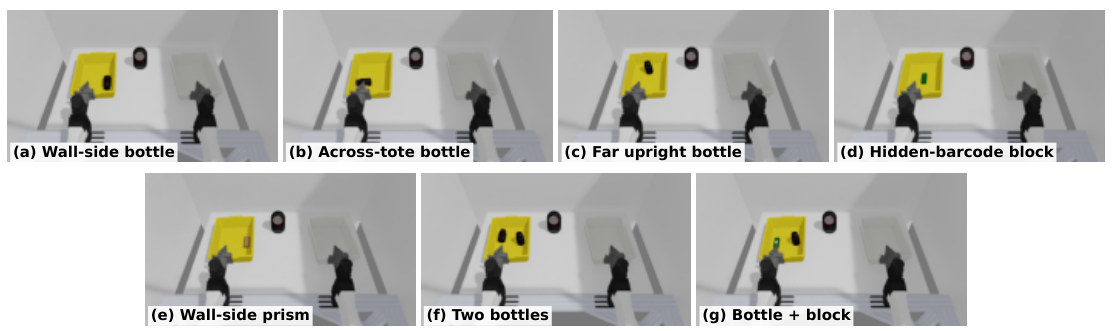 (a) Wall-side bottle
(b) Across-tote bottle
(c) Far upright bottle
(d) Hidden-barcode block
(e) Wall-side prism
(f) Two bottles
(g) Bottle + block